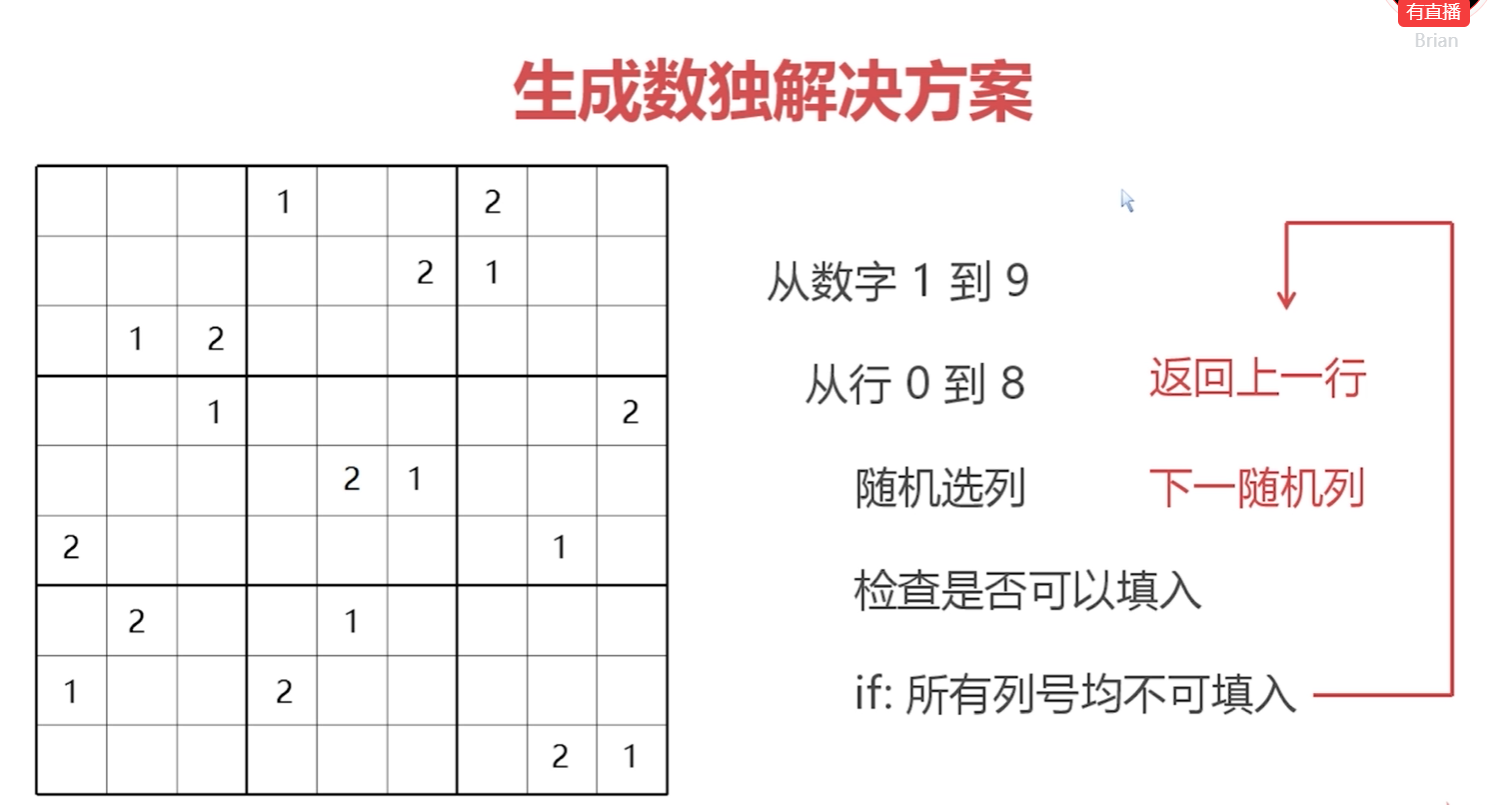 有直播
Brian
生成数独解决方案
1 2
2 1
1 2
1 2
2 1
2 1
2 1
1 2
2 1
从数字 1 到 9
从行 0 到 8
返回上一行
随机选列
下一随机列
检查是否可以填入
if: 所有列号均不可填入